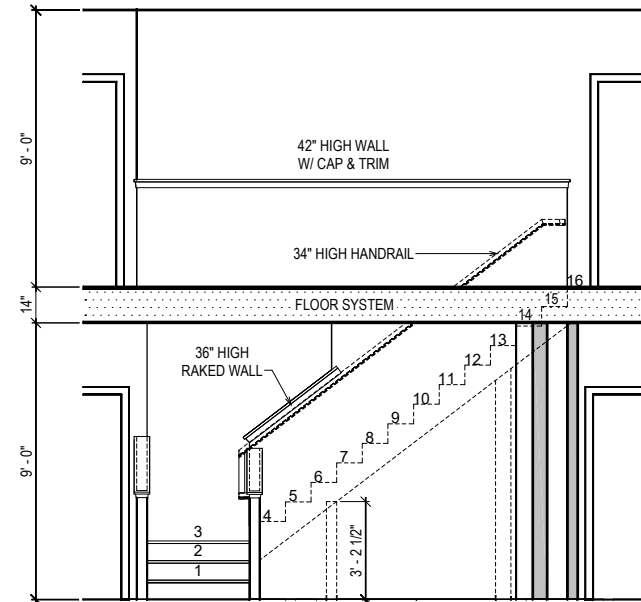 9' - 0"
42" HIGH WALL
W/ CAP & TRIM
34" HIGH HANDRAIL
16
14"
FLOOR SYSTEM
15
14
36" HIGH
RAKED WALL
13
12
11
10
9
8
7
6
5
4
9' - 0"
3' - 2 1/2"
3
2
1